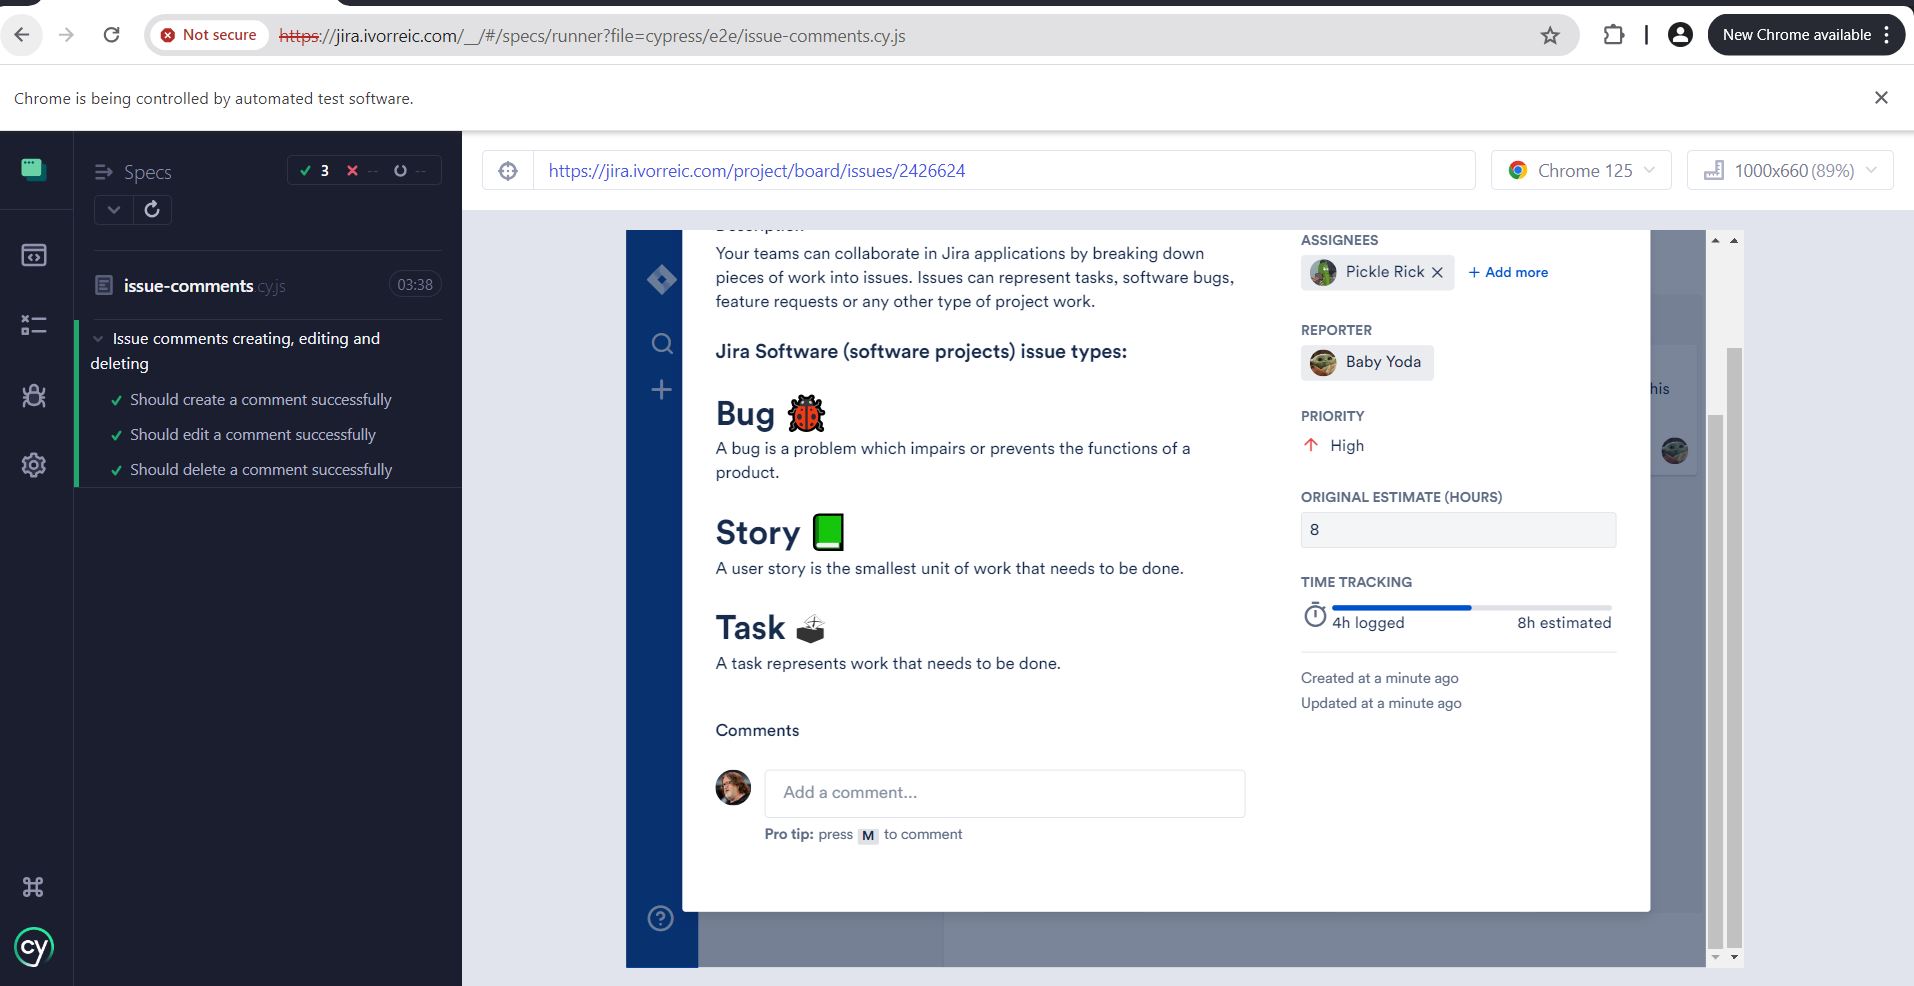 Not secure https://jira.ivorreic.com/__/#/specs/runner?file=cypress/e2e/issue-comments.cy.js
New Chrome available
Chrome is being controlled by automated test software.
Specs
3 -- --
issue-comments.cy.js 03:38
Issue comments creating, editing and
deleting
Should create a comment successfully
Should edit a comment successfully
Should delete a comment successfully
cy
https://jira.ivorreic.com/project/board/issues/2426624
Chrome 125
1000x660 (89%)
Description
Your teams can collaborate in Jira applications by breaking down
pieces of work into issues. Issues can represent tasks, software bugs,
feature requests or any other type of project work.
Jira Software (software projects) issue types:
Bug 🐞
A bug is a problem which impairs or prevents the functions of a
product.
Story 📗
A user story is the smallest unit of work that needs to be done.
Task
A task represents work that needs to be done.
Comments
Add a comment...
Pro tip: press M to comment
ASSIGNEES
Pickle Rick
Add more
REPORTER
Baby Yoda
PRIORITY
High
ORIGINAL ESTIMATE (HOURS)
8
TIME TRACKING
4h logged 8h estimated
Created at a minute ago
Updated at a minute ago